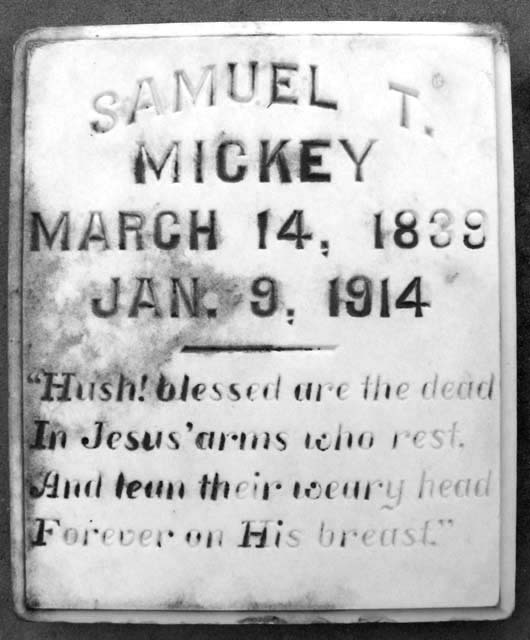 SAMUEL T.
MICKEY
MARCH 14, 1839
JAN. 9, 1914
"Hush! blessed are the dead
In Jesus' arms who rest.
And lean their weary head
Forever on His breast."